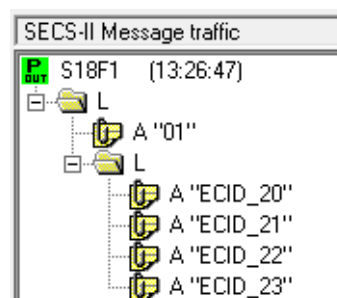 SECS-II Message traffic
P OUT S18F1 (13:26:47)
L
A "01"
L
A "ECID_20"
A "ECID_21"
A "ECID_22"
A "ECID_23"